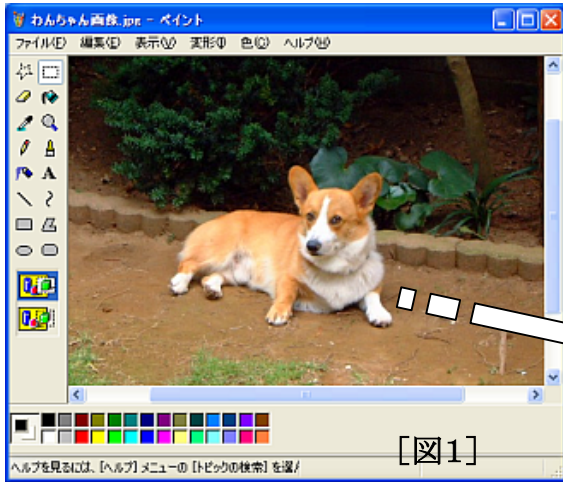 わんちゃん画像.jpg - ペイント
ファイル(F) 編集(E) 表示(V) 変形(I) 色(C) ヘルプ(H)
A
[図1]
ヘルプを見るには、[ヘルプ] メニューの [トピックの検索] を選